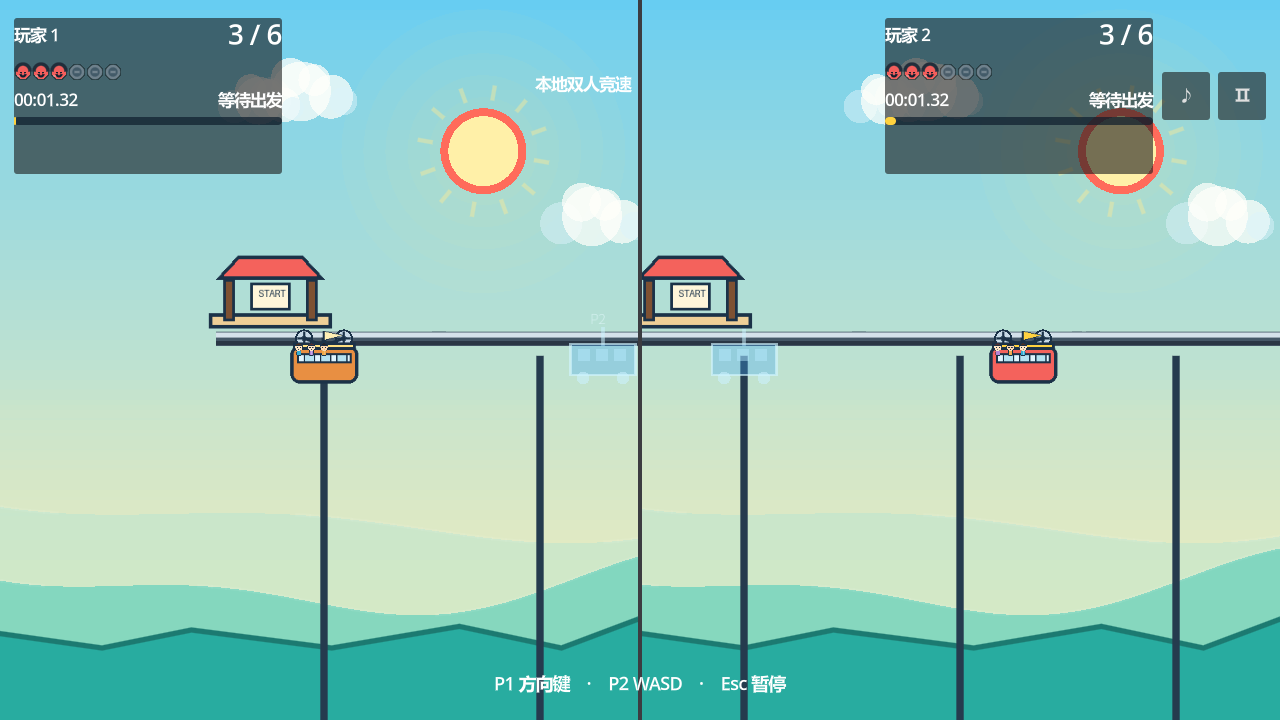 玩家 1
3 / 6
00:01.32
等待出发
本地双人竞速
START
P2
玩家 2
3 / 6
00:01.32
等待出发
♪
II
START
P1 方向键 · P2 WASD · Esc 暂停